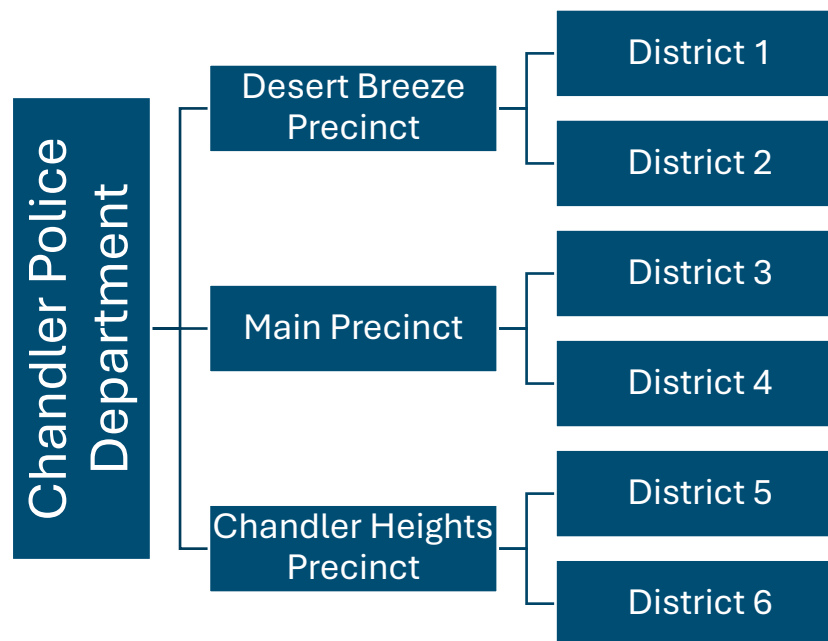 Chandler Police
Department
Desert Breeze
Precinct
District 1
District 2
Main Precinct
District 3
District 4
Chandler Heights
Precinct
District 5
District 6